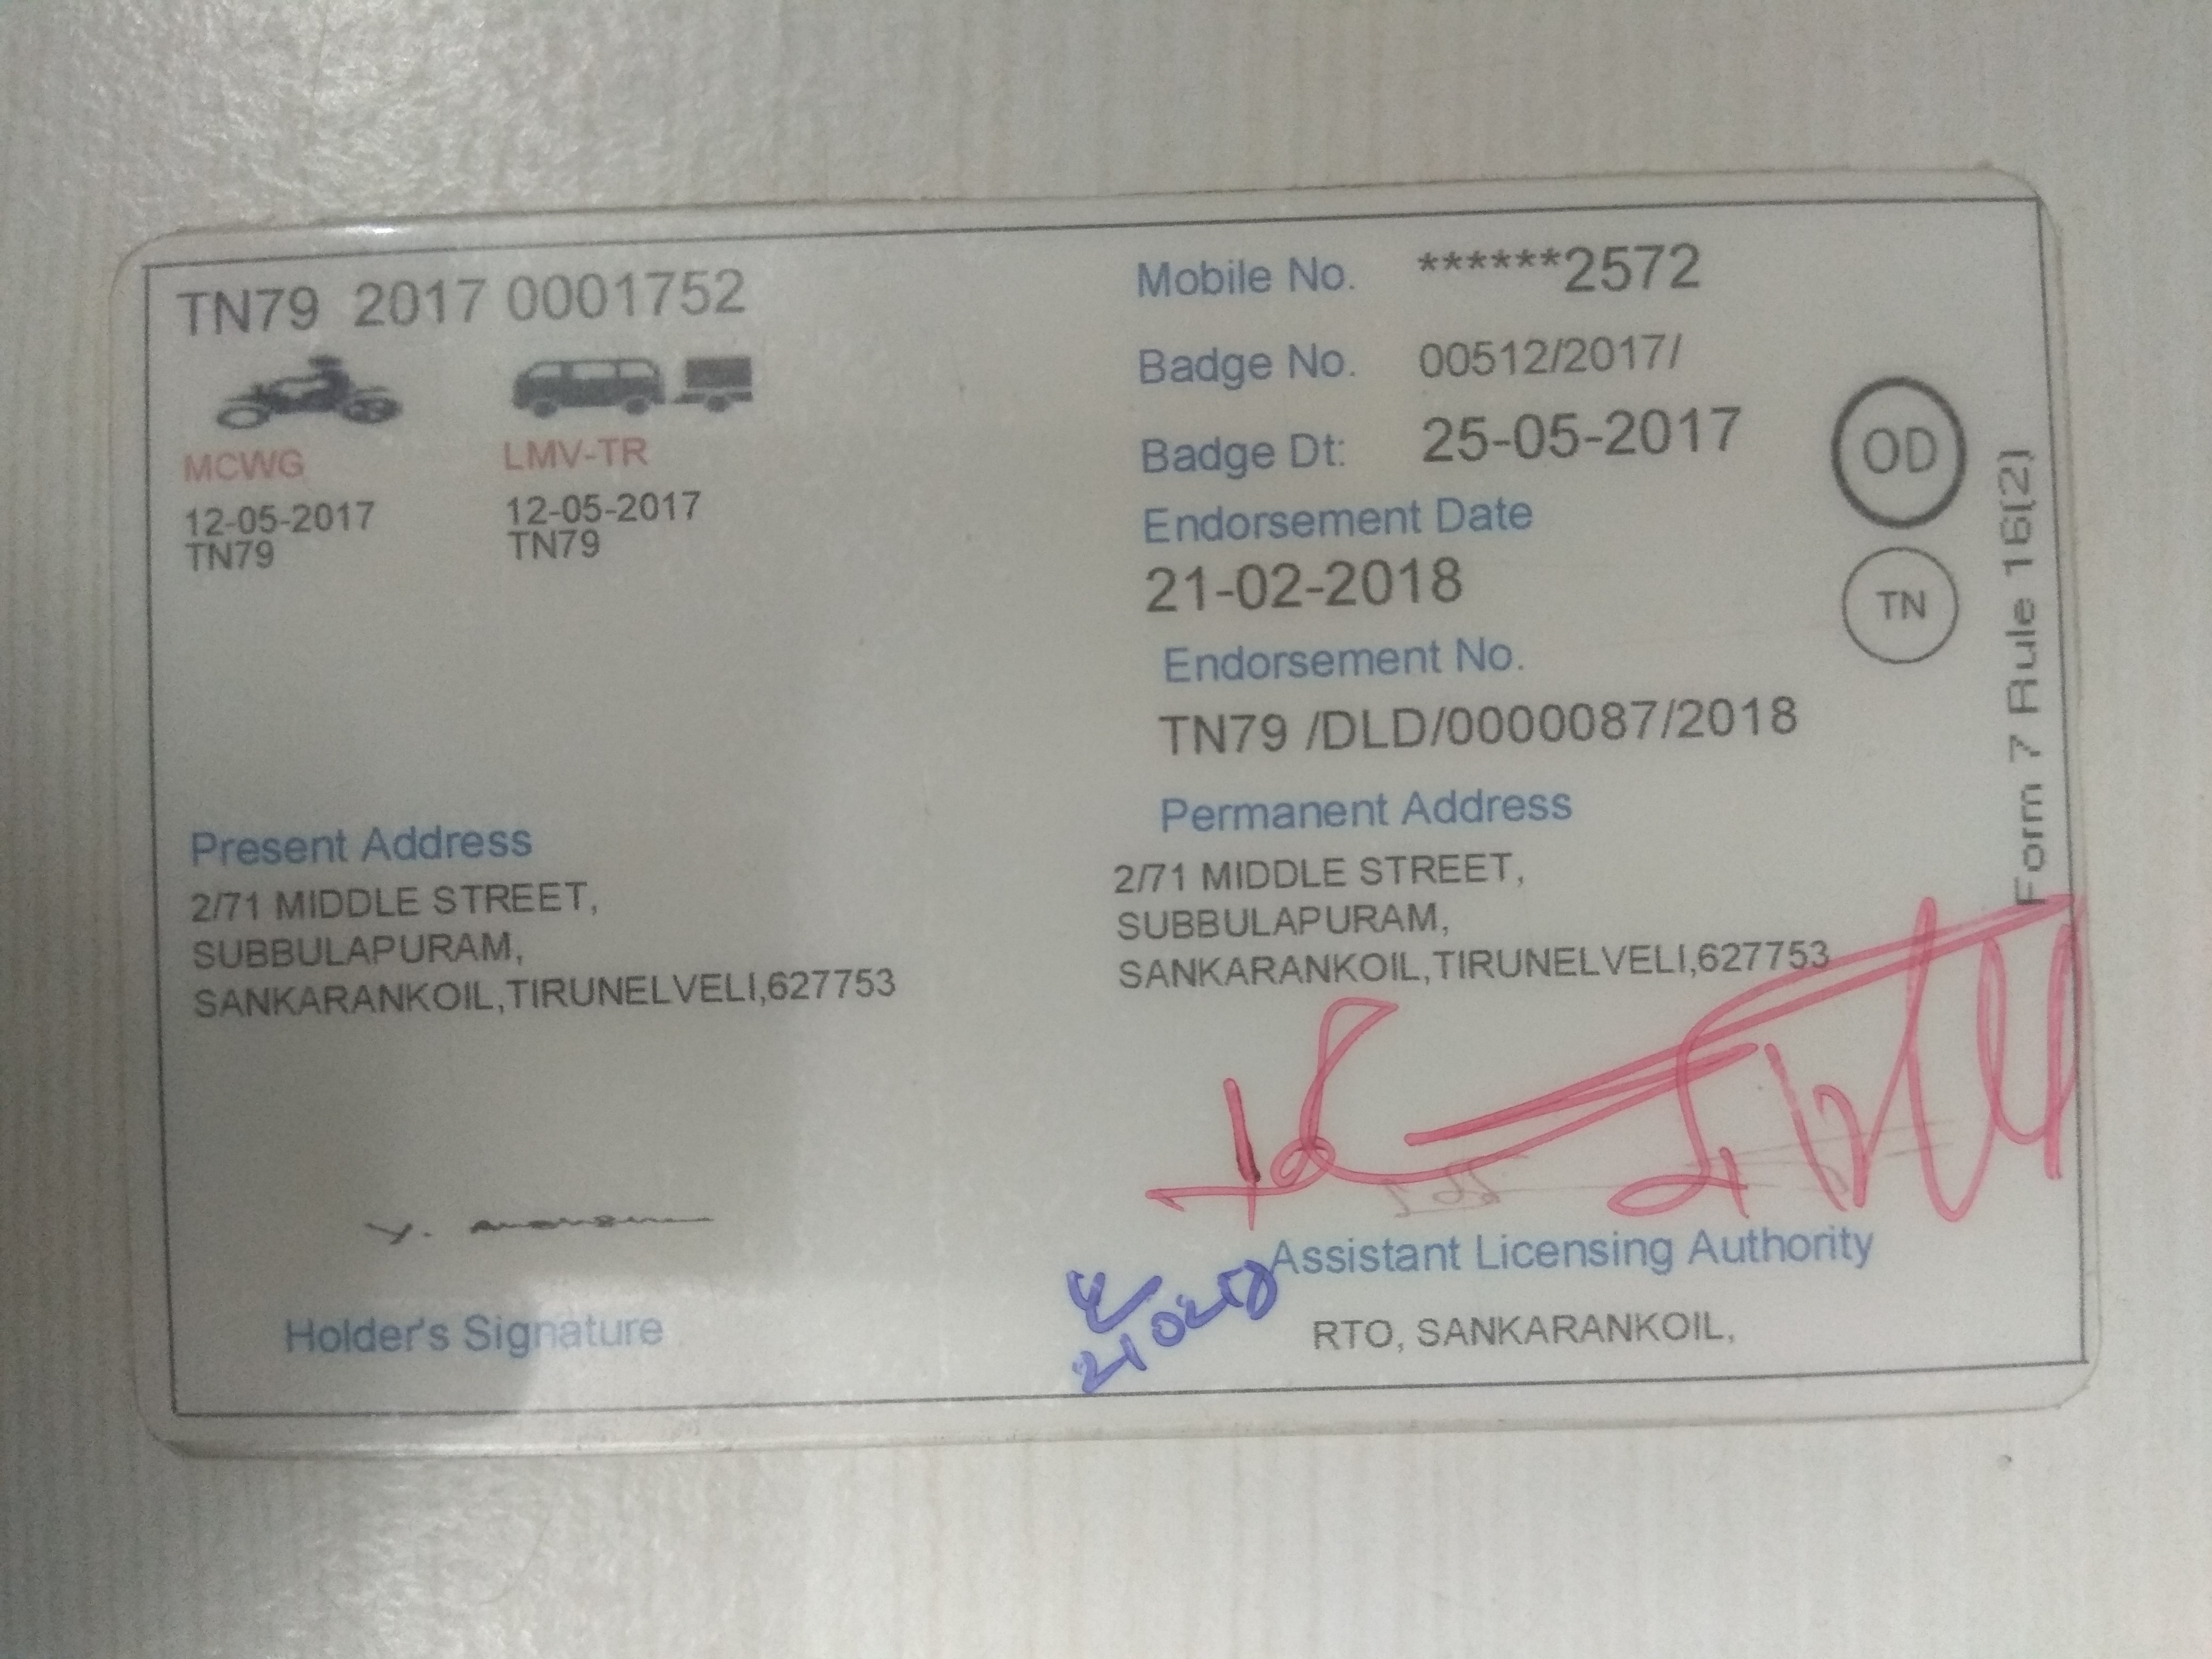 TN79 2017 0001752
MCWG
12-05-2017
TN79
LMV-TR
12-05-2017
TN79
Present Address
2/71 MIDDLE STREET,
SUBBULAPURAM,
SANKARANKOIL,TIRUNELVELI,627753
Holder's Signature
Mobile No. ******2572
Badge No. 00512/2017/
Badge Dt: 25-05-2017
Endorsement Date
21-02-2018
Endorsement No.
TN79 /DLD/0000087/2018
Permanent Address
2/71 MIDDLE STREET,
SUBBULAPURAM,
SANKARANKOIL,TIRUNELVELI,627753
Assistant Licensing Authority
RTO, SANKARANKOIL,
OD
TN
Form 7 Rule 16(2)